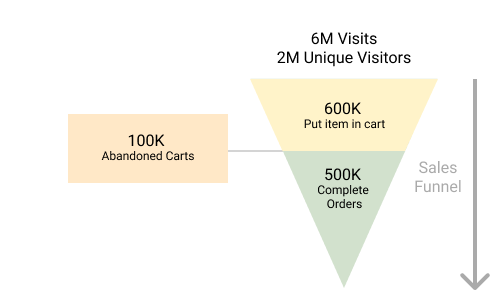 6M Visits
2M Unique Visitors
600K
Put item in cart
100K
Abandoned Carts
500K
Complete
Orders
Sales
Funnel